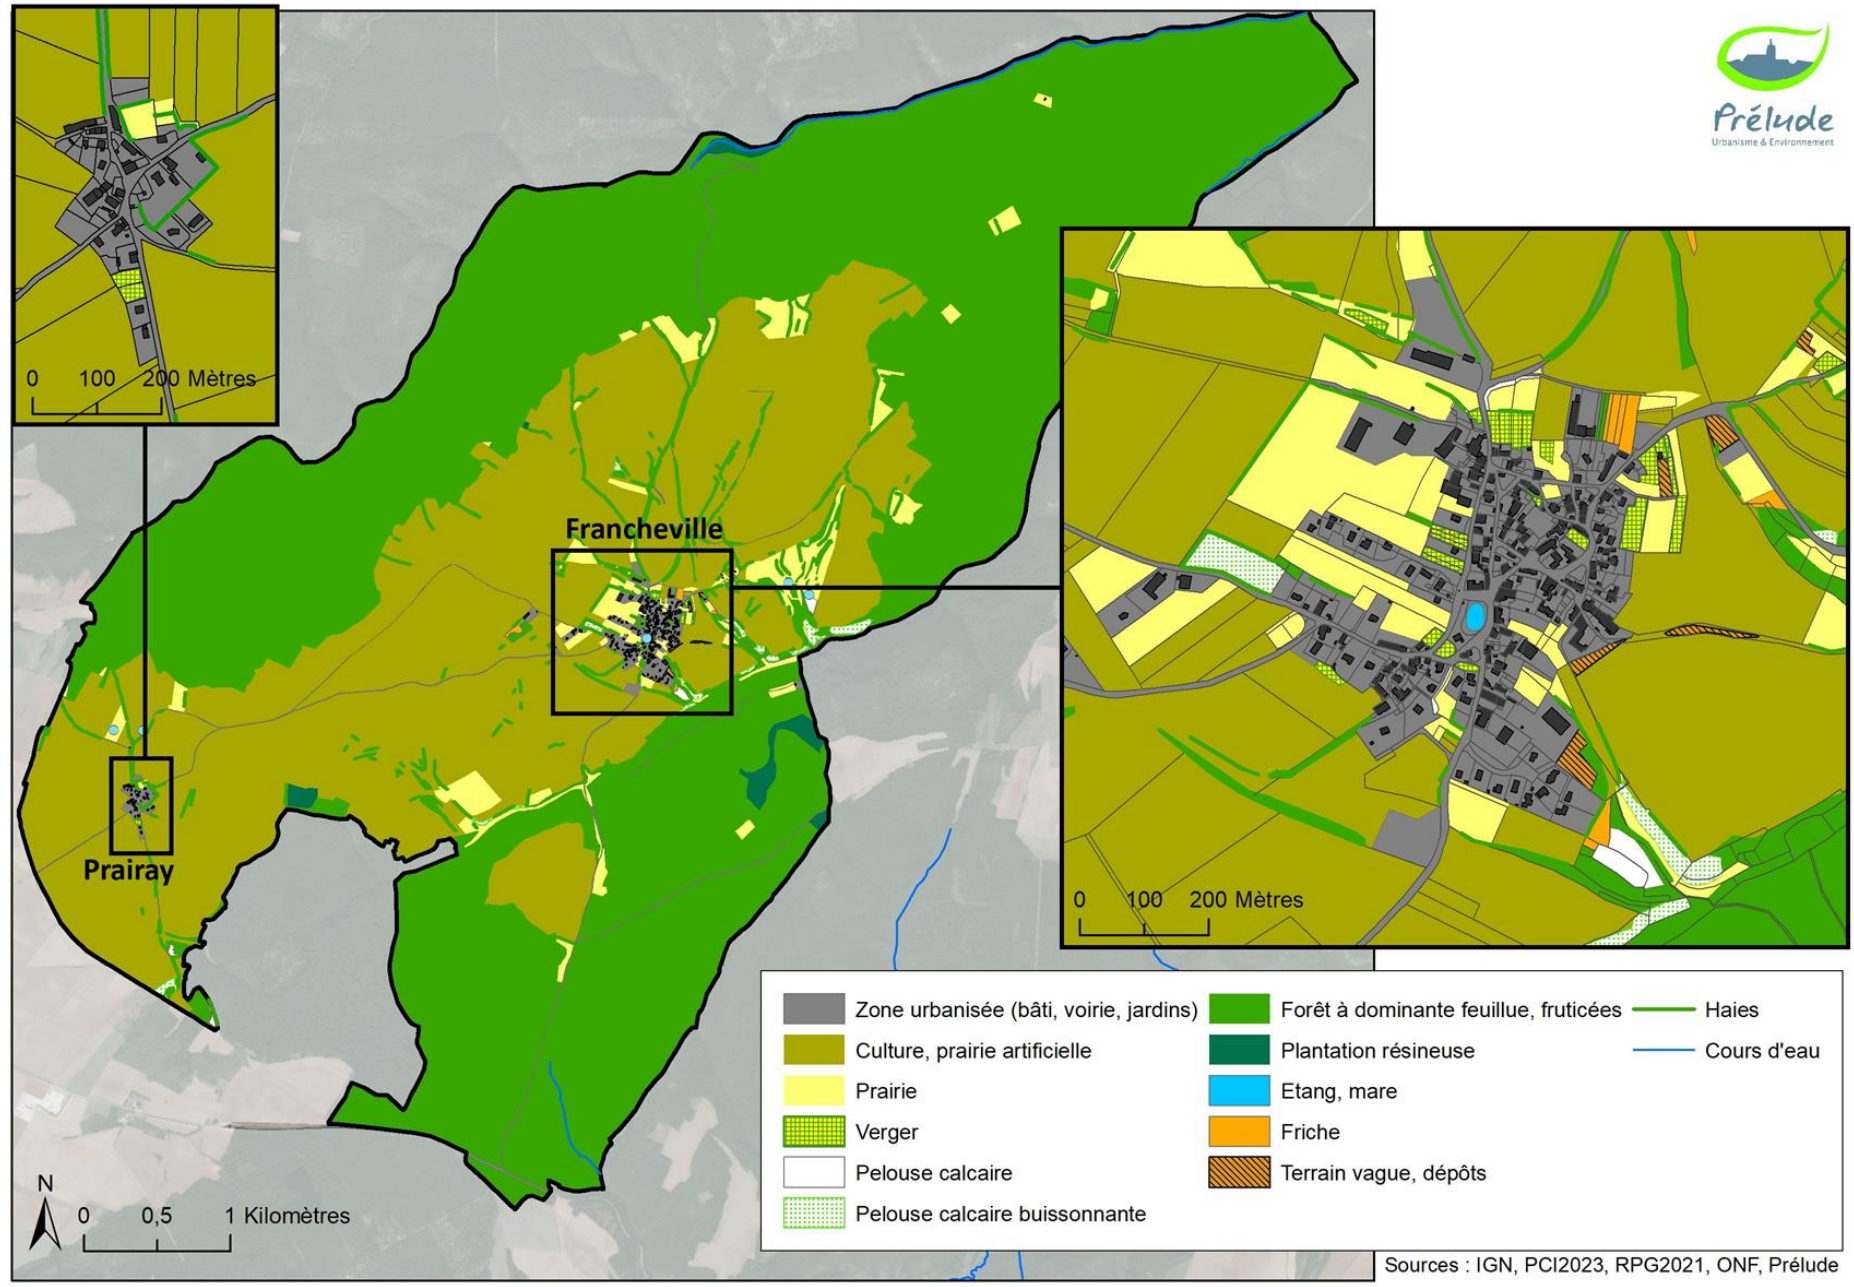 Prélude
Urbanisme & Environnement
0 100 200 Mètres
Francheville
Prairay
0 100 200 Mètres
Zone urbanisée (bâti, voirie, jardins)
Culture, prairie artificielle
Prairie
Verger
Pelouse calcaire
Pelouse calcaire buissonnante
Forêt à dominante feuillue, fruticées
Plantation résineuse
Etang, mare
Friche
Terrain vague, dépôts
Haies
Cours d'eau
N
0 0,5 1 Kilomètres
Sources : IGN, PCI2023, RPG2021, ONF, Prélude